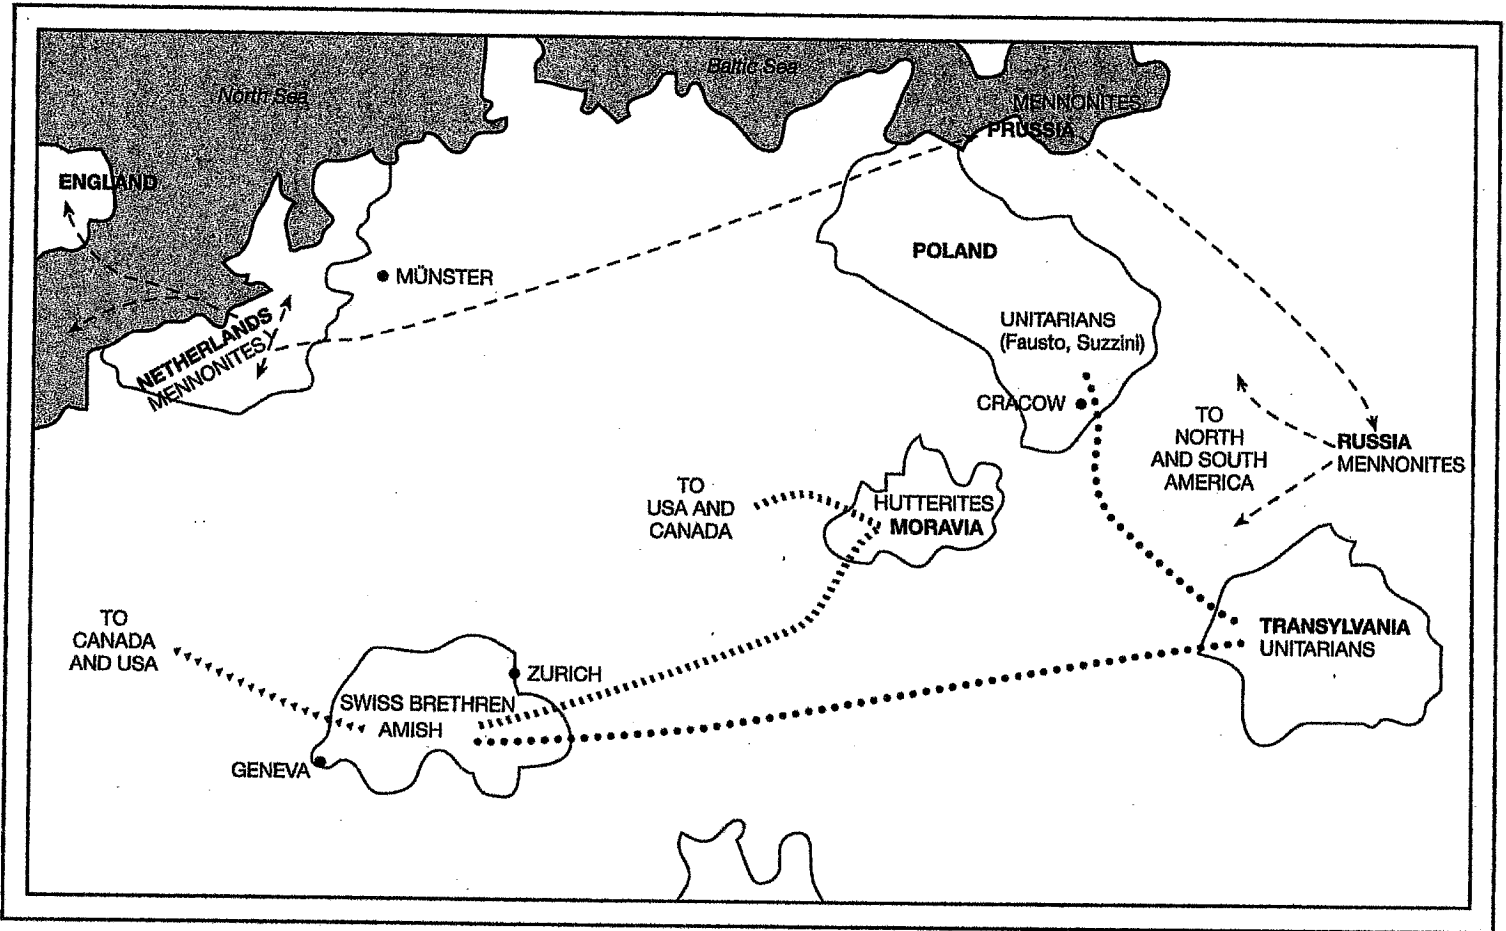 North Sea
Baltic Sea
MENNONITES
PRUSSIA
ENGLAND
POLAND
MÜNSTER
NETHERLANDS
MENNONITES
UNITARIANS
(Fausto, Suzzini)
CRACOW
TO
NORTH
AND SOUTH
AMERICA
RUSSIA
MENNONITES
TO
USA AND
CANADA
HUTTERITES
MORAVIA
TO
CANADA
AND USA
TRANSYLVANIA
UNITARIANS
ZURICH
SWISS BRETHREN
AMISH
GENEVA